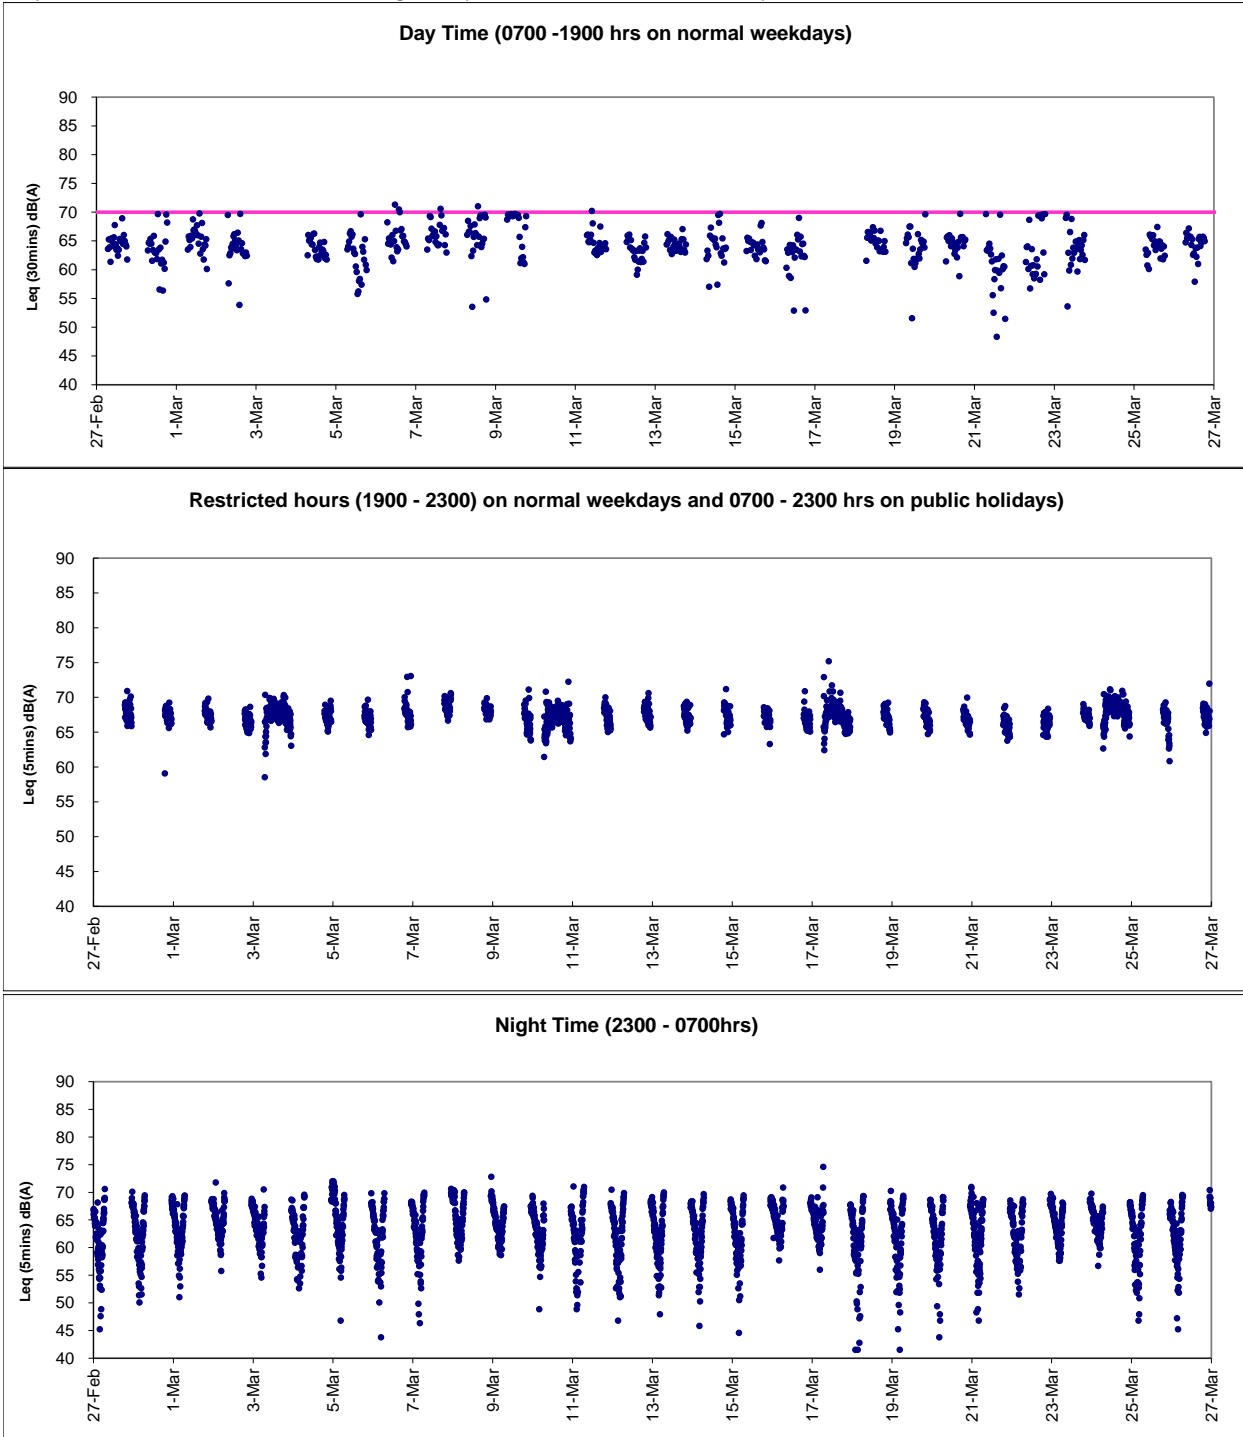 Day Time (0700 -1900 hrs on normal weekdays)
Leq (30mins) dB(A)
90
85
80
75
70
65
60
55
50
45
40
27-Feb
1-Mar
3-Mar
5-Mar
7-Mar
9-Mar
11-Mar
13-Mar
15-Mar
17-Mar
19-Mar
21-Mar
23-Mar
25-Mar
27-Mar
Restricted hours (1900 - 2300) on normal weekdays and 0700 - 2300 hrs on public holidays)
Leq (5mins) dB(A)
90
85
80
75
70
65
60
55
50
45
40
27-Feb
1-Mar
3-Mar
5-Mar
7-Mar
9-Mar
11-Mar
13-Mar
15-Mar
17-Mar
19-Mar
21-Mar
23-Mar
25-Mar
27-Mar
Night Time (2300 - 0700hrs)
Leq (5mins) dB(A)
90
85
80
75
70
65
60
55
50
45
40
27-Feb
1-Mar
3-Mar
5-Mar
7-Mar
9-Mar
11-Mar
13-Mar
15-Mar
17-Mar
19-Mar
21-Mar
23-Mar
25-Mar
27-Mar